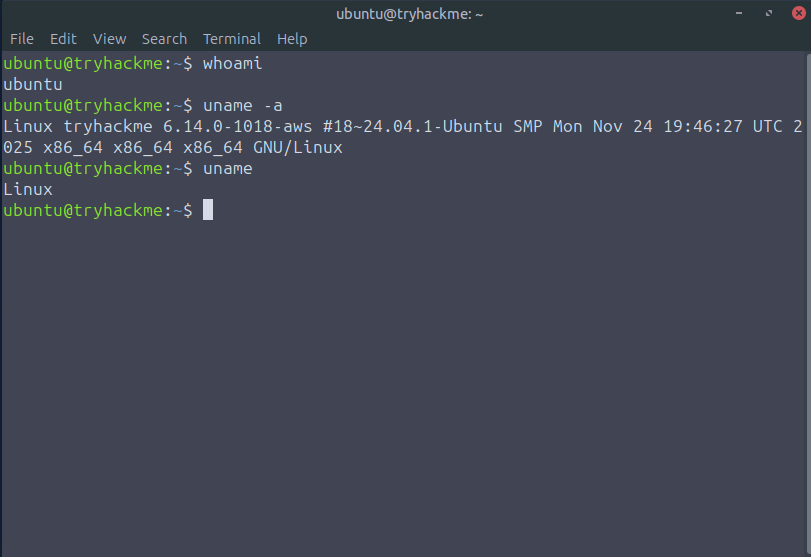 ubuntu@tryhackme: ~
File Edit View Search Terminal Help
ubuntu@tryhackme:~$ whoami
ubuntu
ubuntu@tryhackme:~$ uname -a
Linux tryhackme 6.14.0-1018-aws #18~24.04.1-Ubuntu SMP Mon Nov 24 19:46:27 UTC 2
025 x86_64 x86_64 x86_64 GNU/Linux
ubuntu@tryhackme:~$ uname
Linux
ubuntu@tryhackme:~$